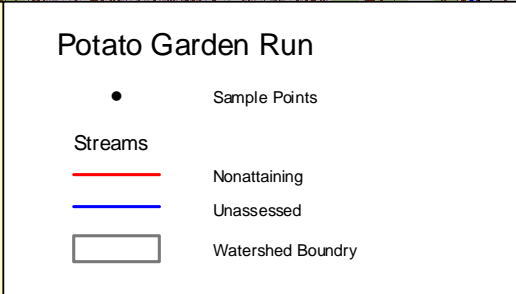 Potato Garden Run
Sample Points
Streams
Nonattaining
Unassessed
Watershed Boundry